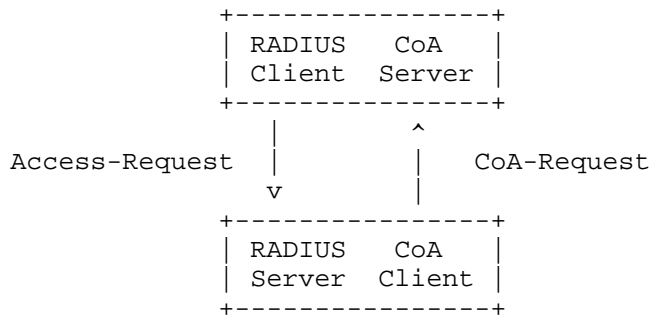 RADIUS CoA
Client Server
Access-Request CoA-Request
RADIUS CoA
Server Client